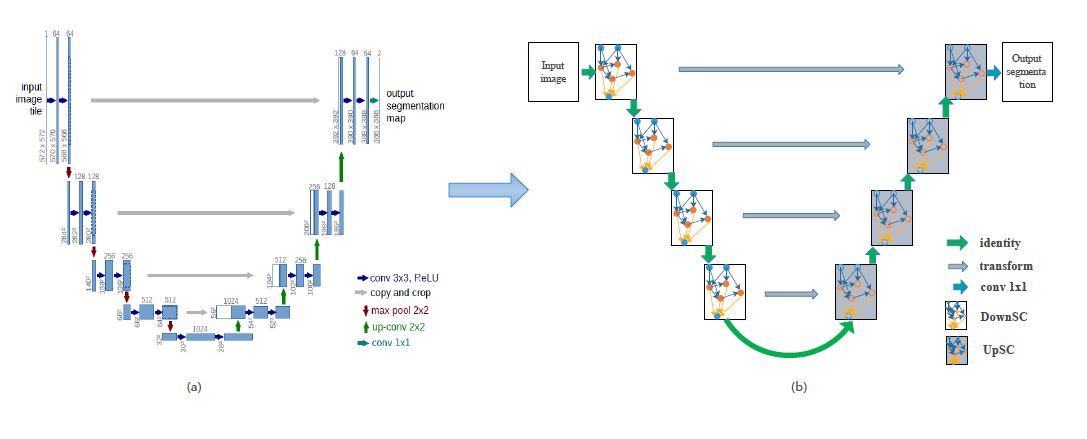 1 64 64
input
image
tile
572 x 572
570 x 570
568 x 568
128 64 64 2
output
segmentation
map
392 x 392
390 x 390
388 x 388
388 x 388
128 128
284²
282²
280²
256 128
200²
198²
196²
256 256
140²
138²
136²
512 256
104²
102²
100²
512 512
68²
66²
64²
1024 512
56²
54²
52²
1024
32²
30²
28²
conv 3x3, ReLU
copy and crop
max pool 2x2
up-conv 2x2
conv 1x1
(a)
Input
image
Output
segmenta
tion
identity
transform
conv 1x1
DownSC
UpSC
(b)